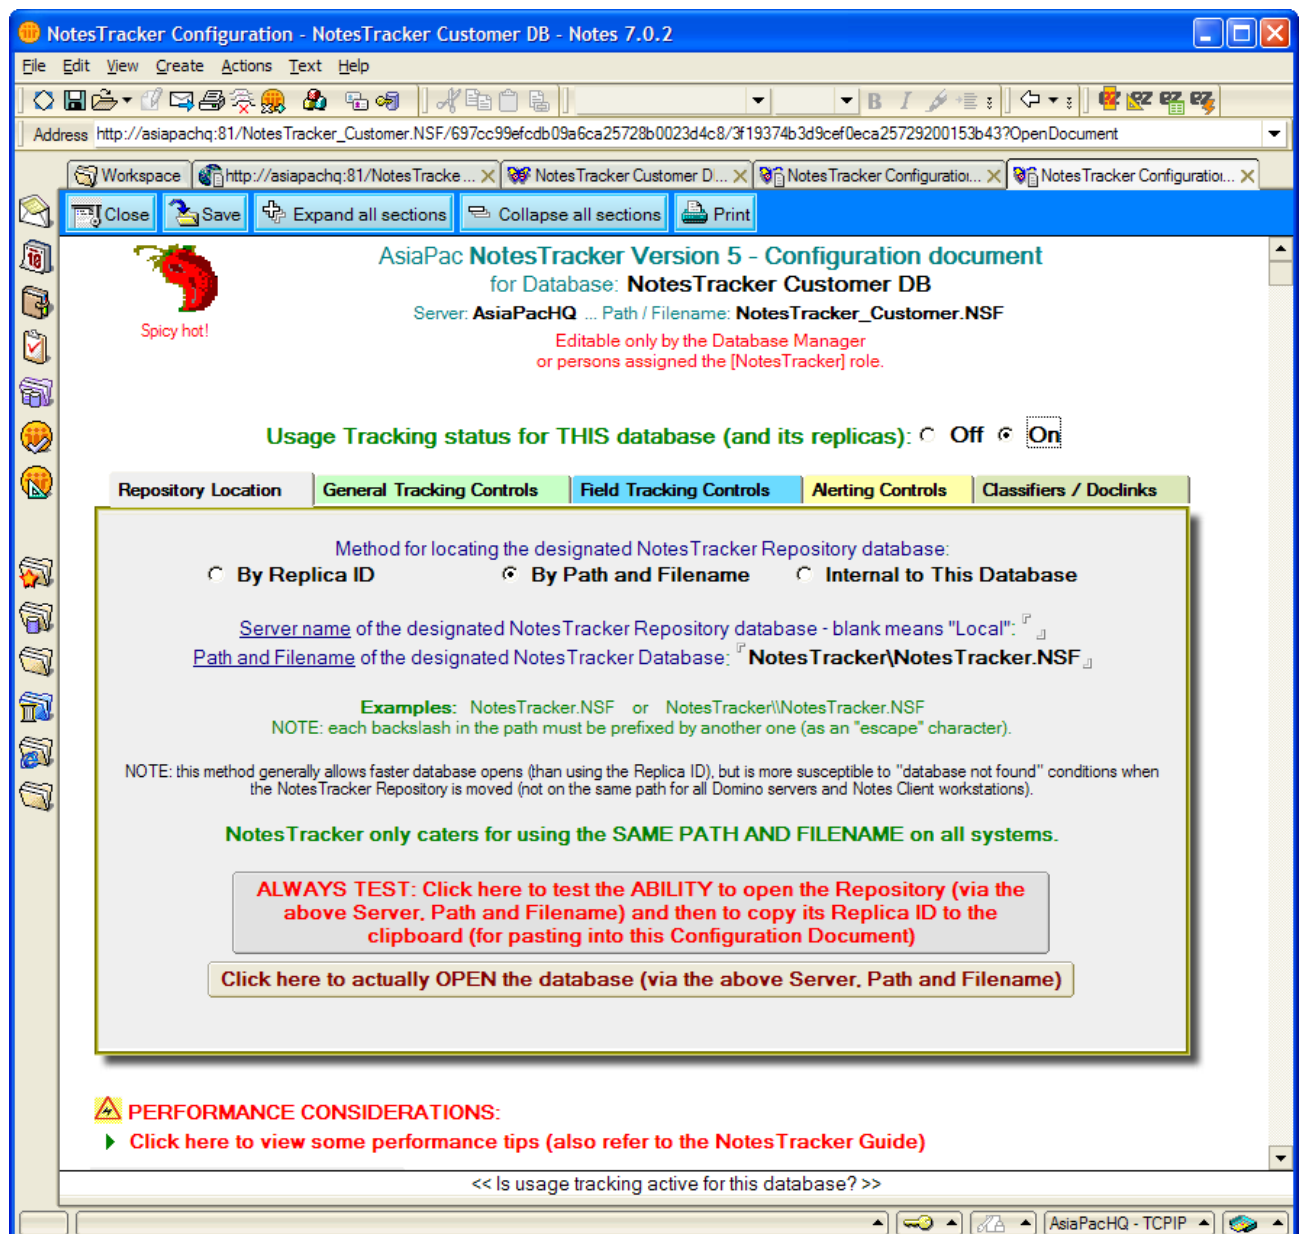 NotesTracker Configuration - NotesTracker Customer DB - Notes 7.0.2
File Edit View Create Actions Text Help
Address http://asiapachq:81/NotesTracker_Customer.NSF/697cc99efcdb09a6ca25728b0023d4c8/3f19374b3d9cef0eca25729200153b43?OpenDocument
Workspace http://asiapachq:81/NotesTracke... NotesTracker Customer D... NotesTracker Configuration... NotesTracker Configuration...
Close Save Expand all sections Collapse all sections Print
AsiaPac NotesTracker Version 5 - Configuration document
for Database: NotesTracker Customer DB
Server: AsiaPacHQ ... Path / Filename: NotesTracker_Customer.NSF
Spicy hot!
Editable only by the Database Manager
or persons assigned the [NotesTracker] role.
Usage Tracking status for THIS database (and its replicas): Off On
Repository Location General Tracking Controls Field Tracking Controls Alerting Controls Classifiers / Doclinks
Method for locating the designated NotesTracker Repository database:
By Replica ID By Path and Filename Internal to This Database
Server name of the designated NotesTracker Repository database - blank means "Local":
Path and Filename of the designated NotesTracker Database: NotesTracker\NotesTracker.NSF
Examples: NotesTracker.NSF or NotesTracker\\NotesTracker.NSF
NOTE: each backslash in the path must be prefixed by another one (as an "escape" character).
NOTE: this method generally allows faster database opens (than using the Replica ID), but is more susceptible to "database not found" conditions when
the NotesTracker Repository is moved (not on the same path for all Domino servers and Notes Client workstations).
NotesTracker only caters for using the SAME PATH AND FILENAME on all systems.
ALWAYS TEST: Click here to test the ABILITY to open the Repository (via the
above Server, Path and Filename) and then to copy its Replica ID to the
clipboard (for pasting into this Configuration Document)
Click here to actually OPEN the database (via the above Server, Path and Filename)
PERFORMANCE CONSIDERATIONS:
Click here to view some performance tips (also refer to the NotesTracker Guide)
<< Is usage tracking active for this database? >>
AsiaPacHQ - TCPIP